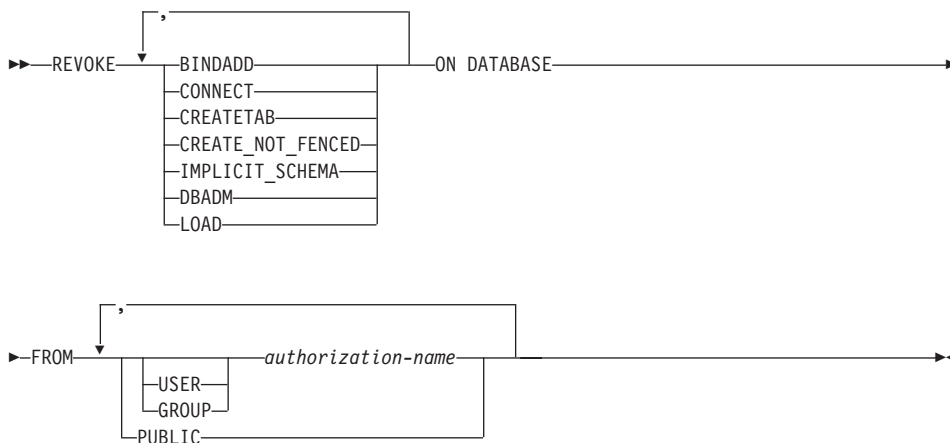 ,
REVOKE BINDADD ON DATABASE
CONNECT
CREATETAB
CREATE_NOT_FENCED
IMPLICIT_SCHEMA
DBADM
LOAD
,
FROM authorization-name
USER
GROUP
PUBLIC